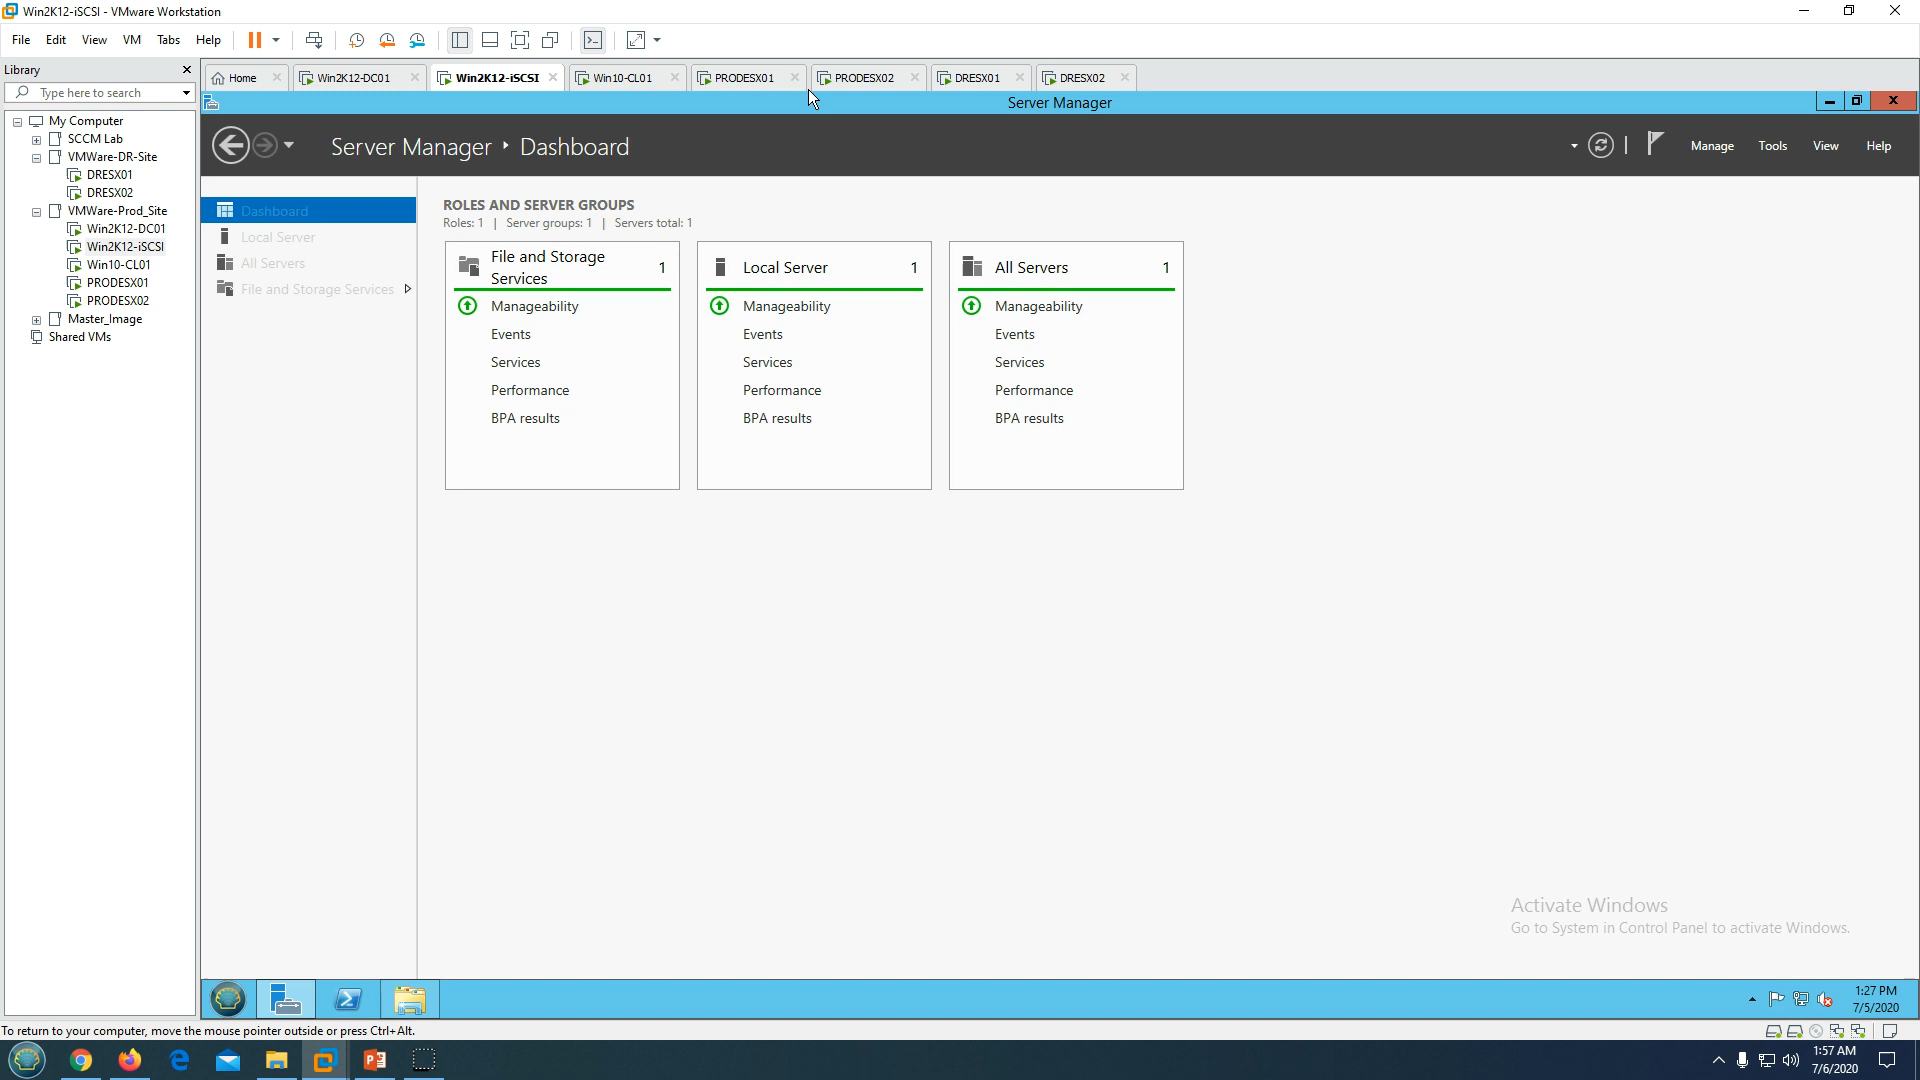 Win2K12-iSCSI - VMware Workstation
File Edit View VM Tabs Help
Library
Type here to search
Home Win2K12-DC01 Win2K12-iSCSI Win10-CL01 PRODESX01 PRODESX02 DRESX01 DRESX02
Server Manager
My Computer
SCCM Lab
VMWare-DR-Site
DRESX01
DRESX02
VMWare-Prod_Site
Win2K12-DC01
Win2K12-iSCSI
Win10-CL01
PRODESX01
PRODESX02
Master_Image
Shared VMs
Server Manager Dashboard
Manage Tools View Help
Dashboard
Local Server
All Servers
File and Storage Services
ROLES AND SERVER GROUPS
Roles: 1 | Server groups: 1 | Servers total: 1
File and Storage
Services
1
Manageability
Events
Services
Performance
BPA results
Local Server 1
Manageability
Events
Services
Performance
BPA results
All Servers 1
Manageability
Events
Services
Performance
BPA results
Activate Windows
Go to System in Control Panel to activate Windows.
1:27 PM
7/5/2020
To return to your computer, move the mouse pointer outside or press Ctrl+Alt.
1:57 AM
7/6/2020